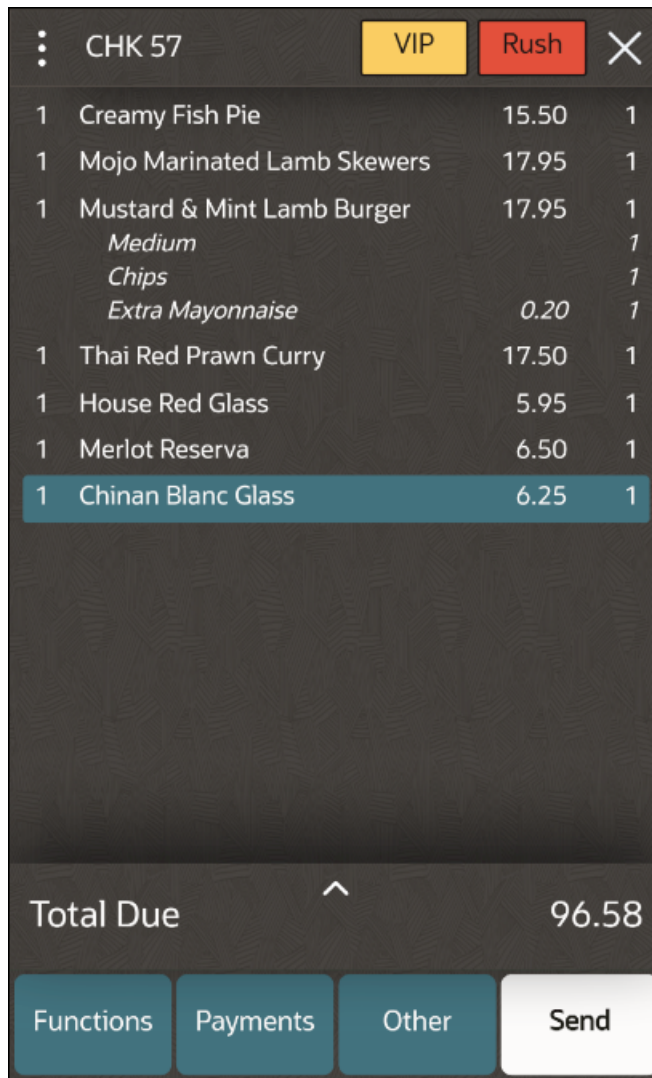 CHK 57 VIP Rush
1 Creamy Fish Pie 15.50 1
1 Mojo Marinated Lamb Skewers 17.95 1
1 Mustard & Mint Lamb Burger 17.95 1
Medium 1
Chips 1
Extra Mayonnaise 0.20 1
1 Thai Red Prawn Curry 17.50 1
1 House Red Glass 5.95 1
1 Merlot Reserva 6.50 1
1 Chinan Blanc Glass 6.25 1
Total Due 96.58
Functions Payments Other Send